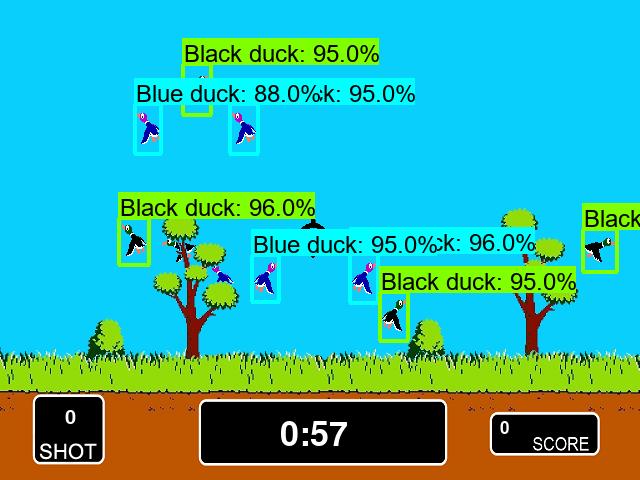 Black duck: 95.0%
Blue duck: 88.0%
k: 95.0%
Black duck: 96.0%
Black
Blue duck: 95.0%
ck: 96.0%
Black duck: 95.0%
0
SHOT
0:57
0
SCORE